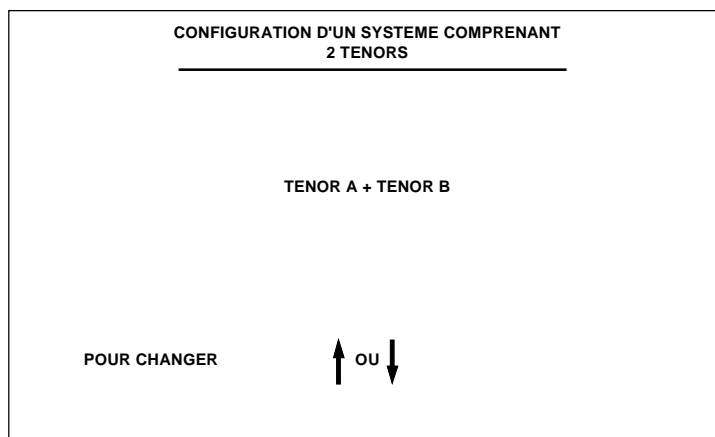 CONFIGURATION D'UN SYSTEME COMPRENANT
2 TENORS
TENOR A + TENOR B
POUR CHANGER OU